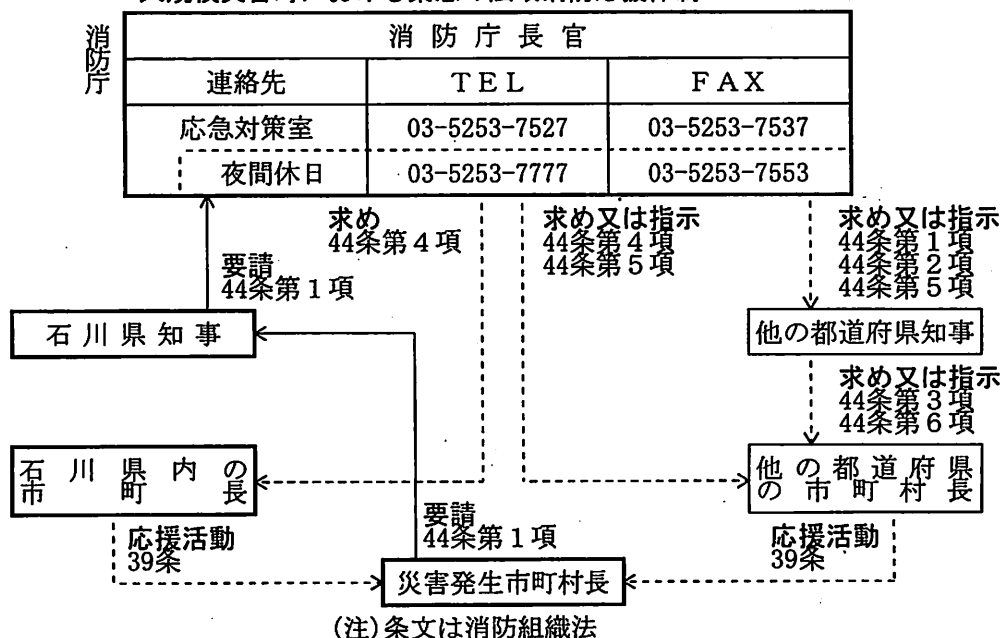 消防庁
消防庁長官
連絡先 ＴＥＬ ＦＡＸ
応急対策室 03-5253-7527 03-5253-7537
夜間休日 03-5253-7777 03-5253-7553
求め
44条第４項
求め又は指示
44条第４項
44条第５項
求め又は指示
44条第１項
44条第２項
44条第５項
要請
44条第１項
石川県知事
他の都道府県知事
求め又は指示
44条第３項
44条第６項
石川県内の
市町長
他の都道府県
の市町村長
要請
44条第１項
応援活動
39条
応援活動
39条
災害発生市町村長
(注)条文は消防組織法